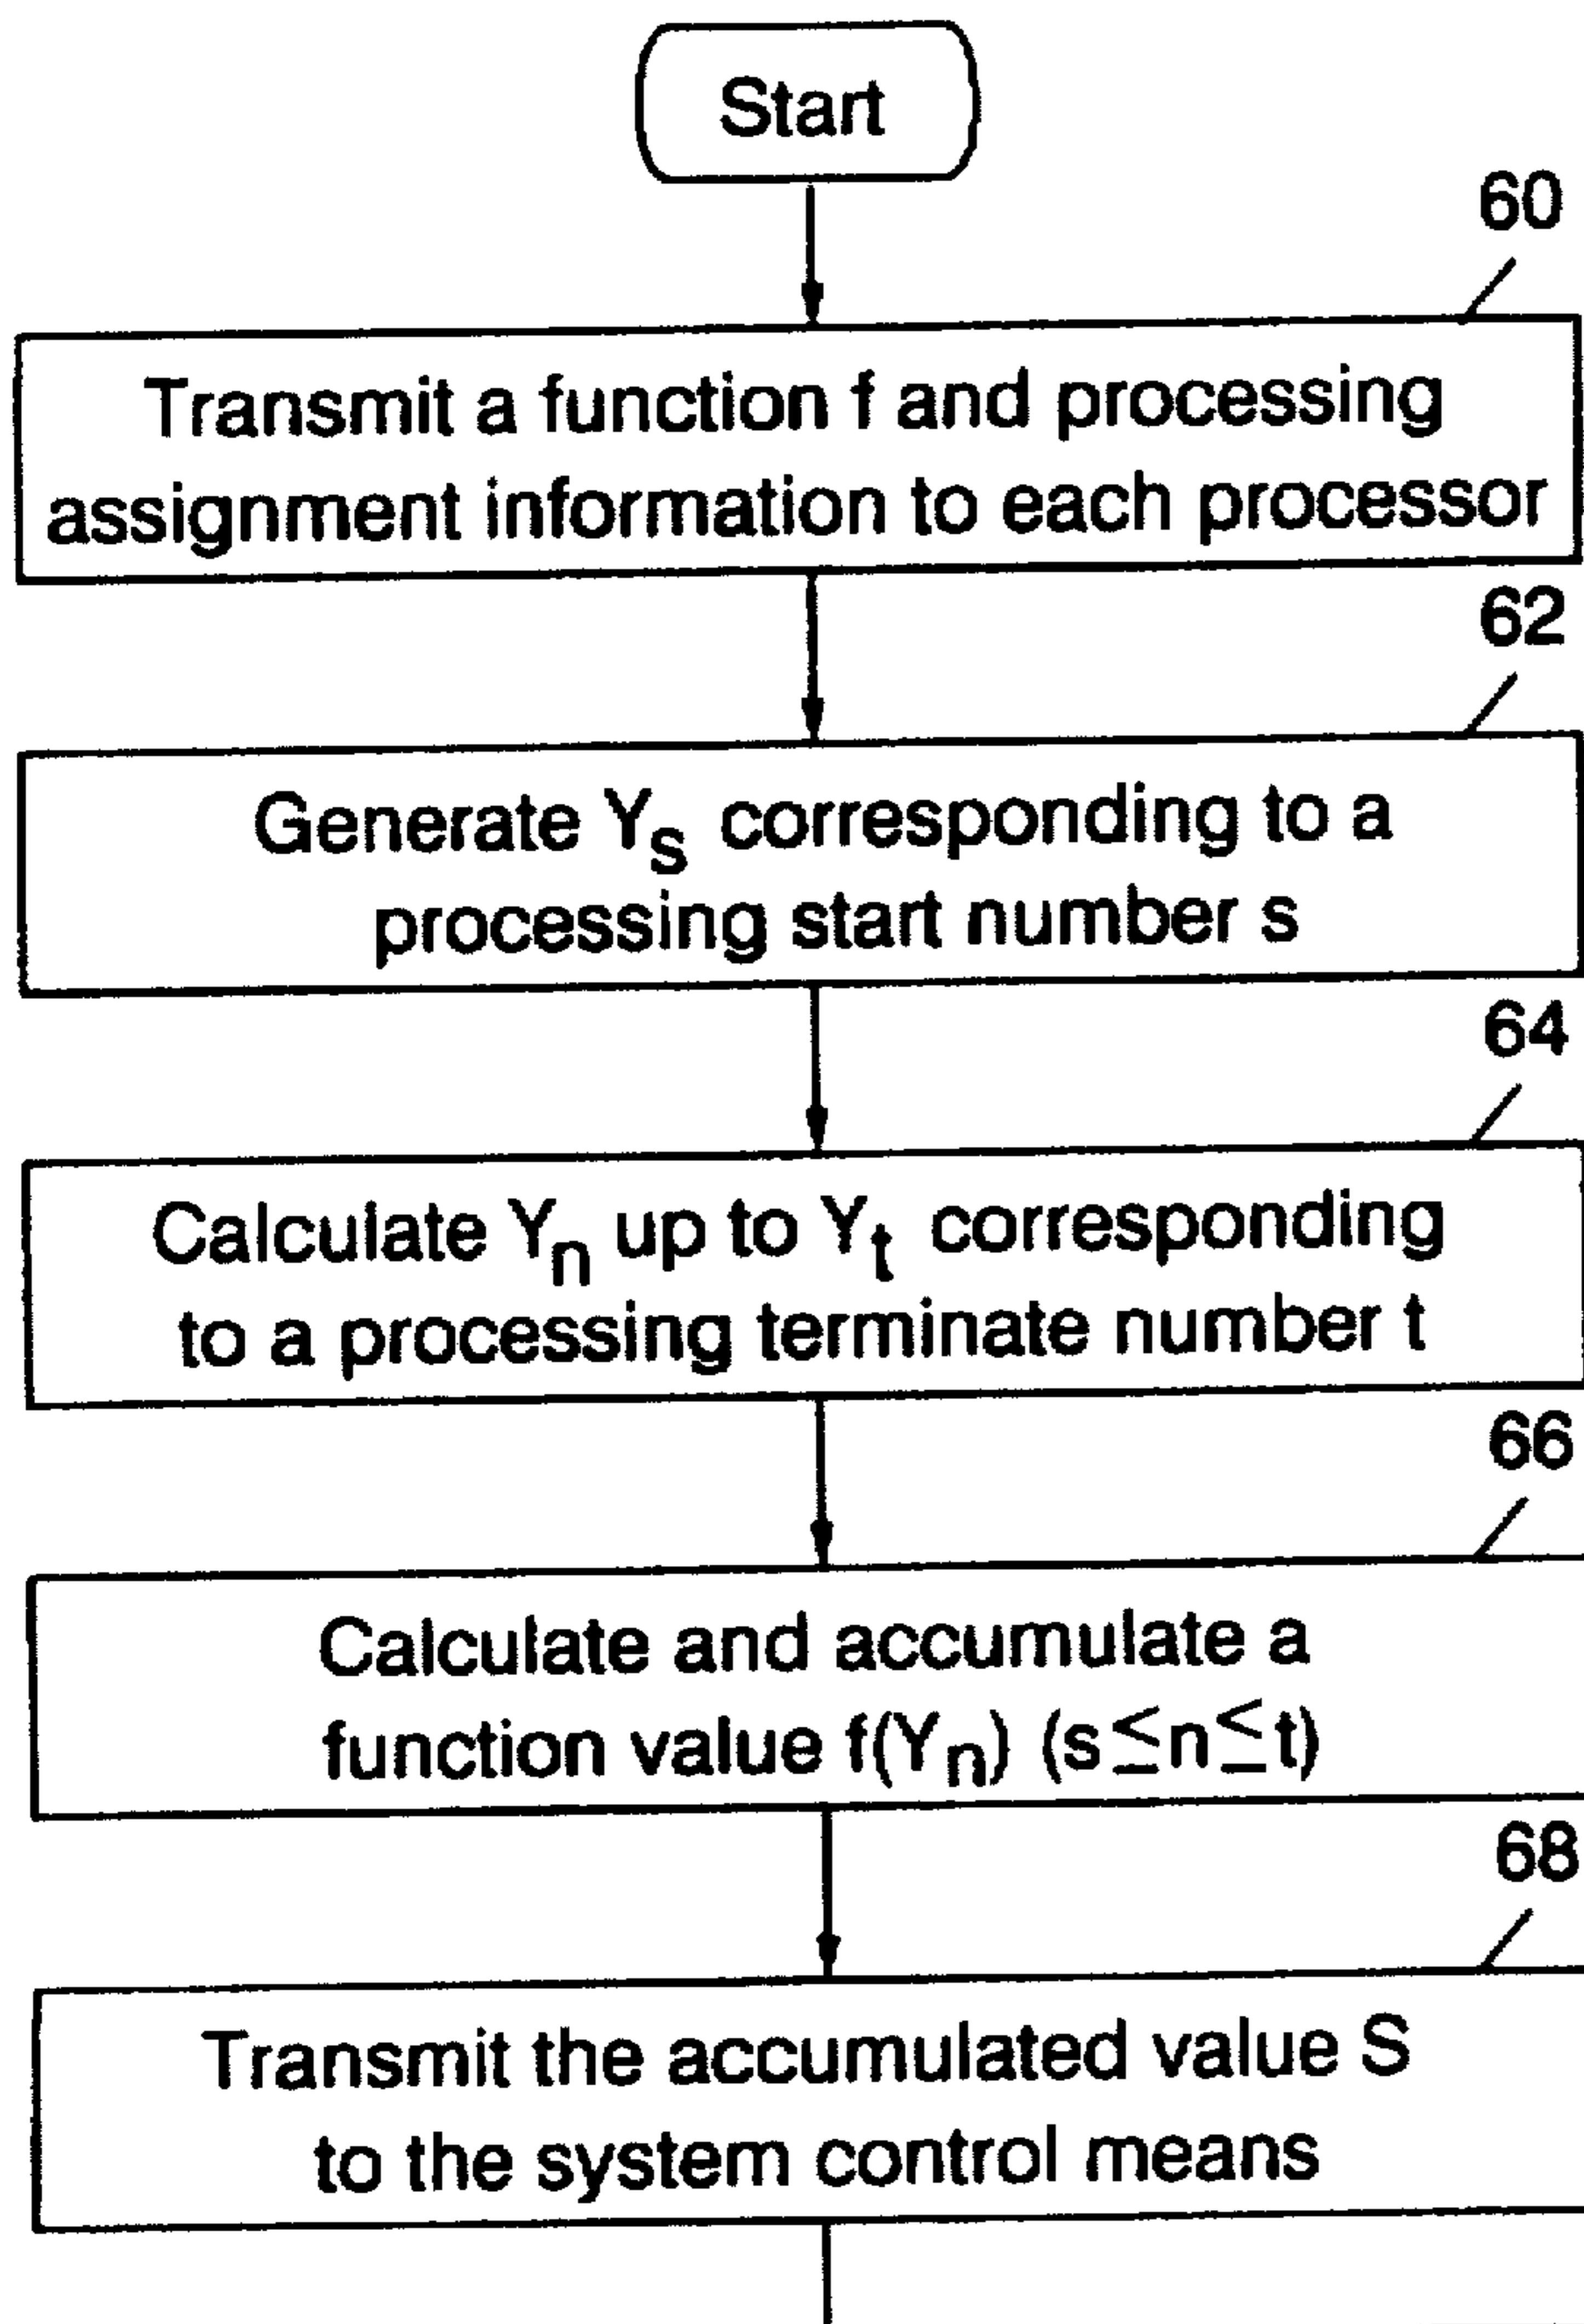 Start
60
Transmit a function f and processing
assignment information to each processor
62
Generate Yₛ corresponding to a
processing start number s
64
Calculate Yₙ up to Yₜ corresponding
to a processing terminate number t
66
Calculate and accumulate a
function value f(Yₙ) (s≤n≤t)
68
Transmit the accumulated value S
to the system control means